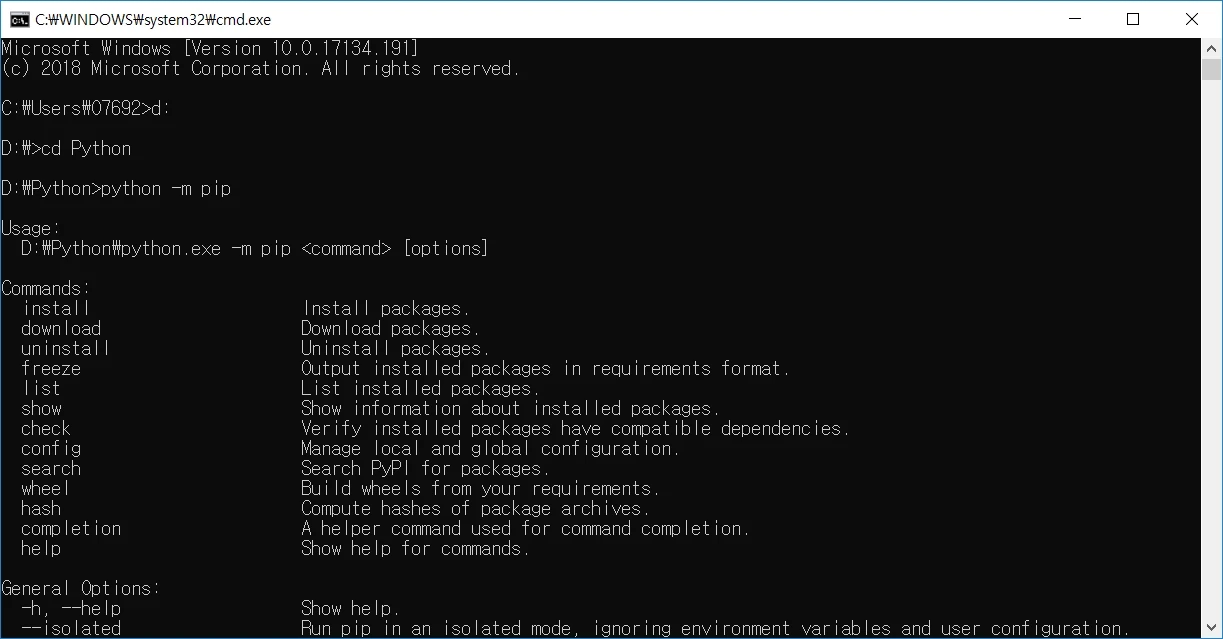 C:₩WINDOWS₩system32₩cmd.exe
Microsoft Windows [Version 10.0.17134.191]
(c) 2018 Microsoft Corporation. All rights reserved.
C:₩Users₩07692>d:
D:₩>cd Python
D:₩Python>python -m pip
Usage:
D:₩Python₩python.exe -m pip <command> [options]
Commands:
install Install packages.
download Download packages.
uninstall Uninstall packages.
freeze Output installed packages in requirements format.
list List installed packages.
show Show information about installed packages.
check Verify installed packages have compatible dependencies.
config Manage local and global configuration.
search Search PyPI for packages.
wheel Build wheels from your requirements.
hash Compute hashes of package archives.
completion A helper command used for command completion.
help Show help for commands.
General Options:
-h, --help Show help.
--isolated Run pip in an isolated mode, ignoring environment variables and user configuration.